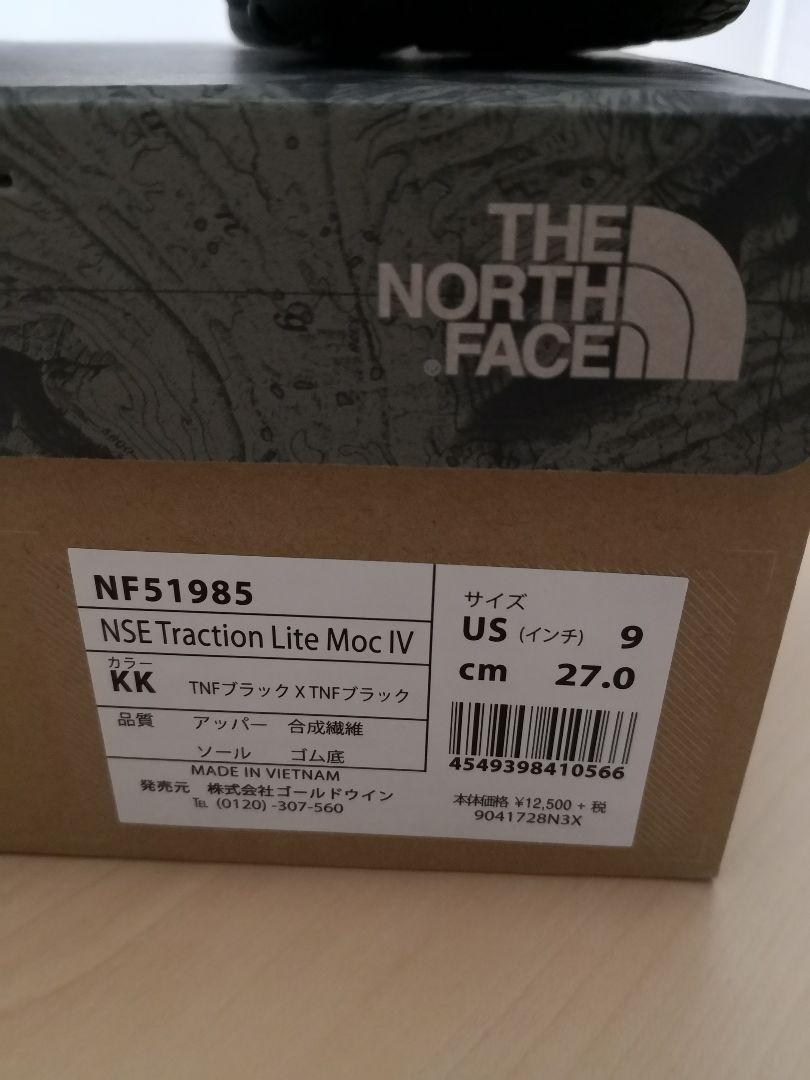 THE
NORTH
FACE
®
NF51985
NSE Traction Lite Moc IV
カラー
KK TNFブラック X TNFブラック
品質 アッパー 合成繊維
ソール ゴム底
MADE IN VIETNAM
発売元 株式会社ゴールドウイン
℡ (0120) -307-560
サイズ
US (インチ) 9
cm 27.0
4549398410566
本体価格 ¥12,500 + 税
9041728N3X